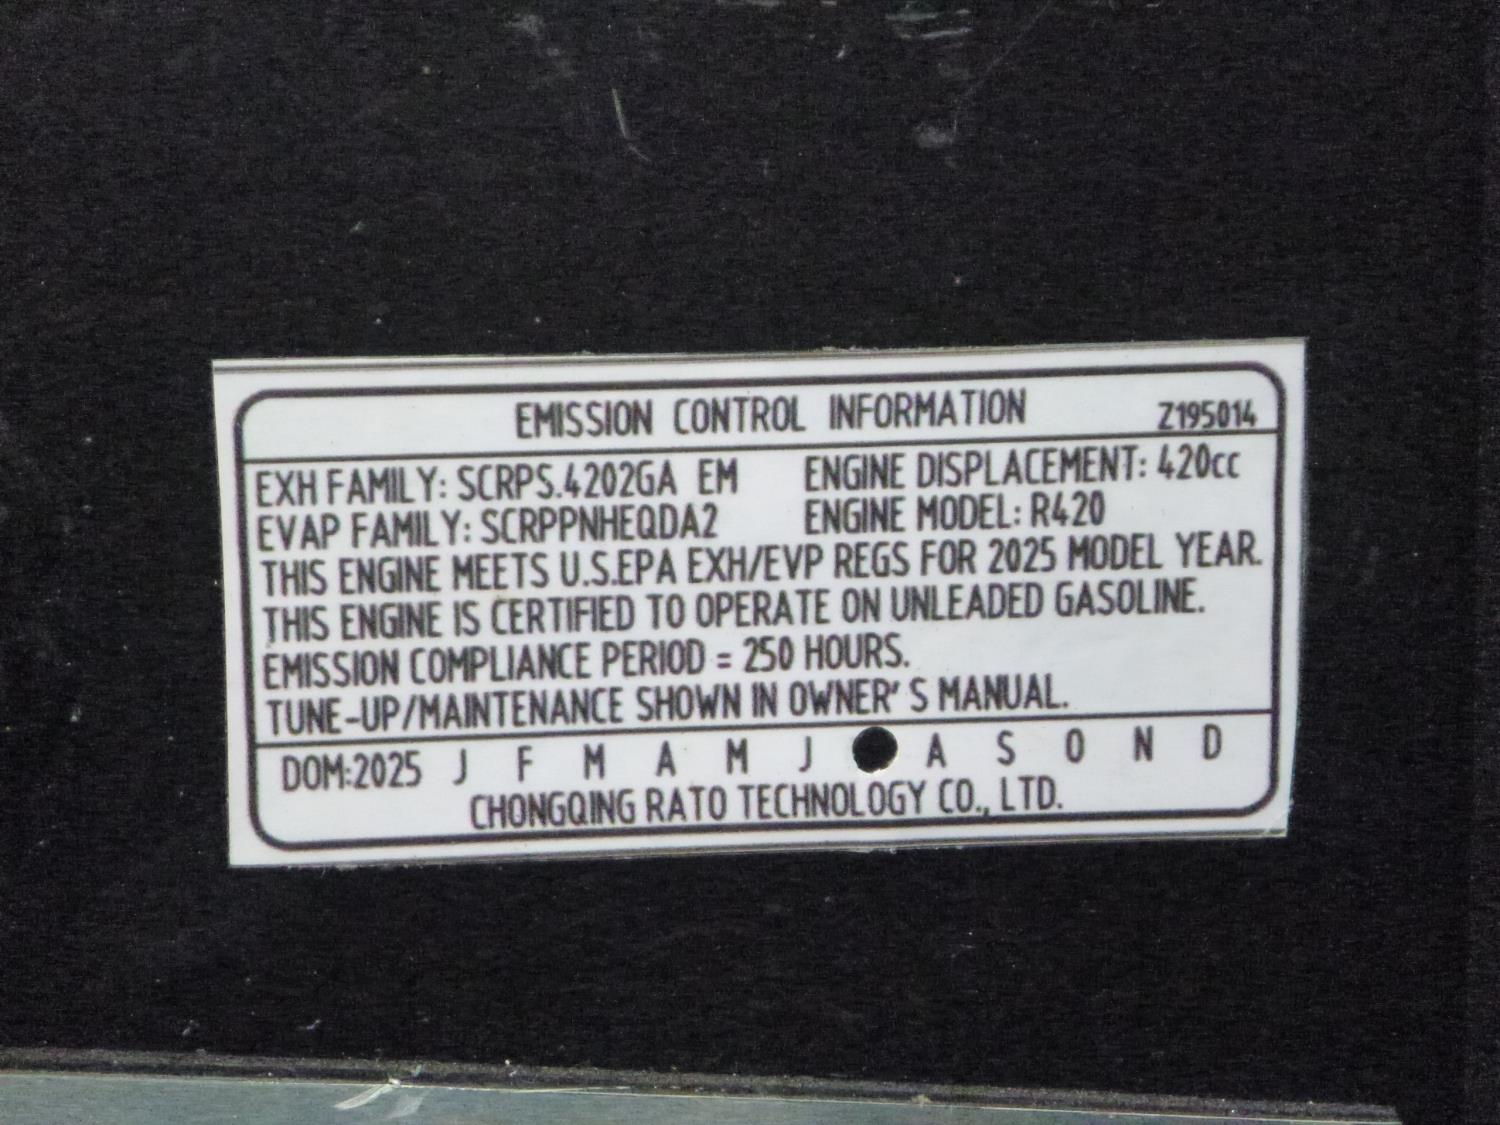 EMISSION CONTROL INFORMATION Z195014
EXH FAMILY: SCRPS.4202GA EM ENGINE DISPLACEMENT: 420cc
EVAP FAMILY: SCRPPNHEQDA2 ENGINE MODEL: R420
THIS ENGINE MEETS U.S.EPA EXH/EVP REGS FOR 2025 MODEL YEAR.
THIS ENGINE IS CERTIFIED TO OPERATE ON UNLEADED GASOLINE.
EMISSION COMPLIANCE PERIOD = 250 HOURS.
TUNE-UP/MAINTENANCE SHOWN IN OWNER' S MANUAL.
DOM:2025 J F M A M J A S O N D
CHONGQING RATO TECHNOLOGY CO., LTD.